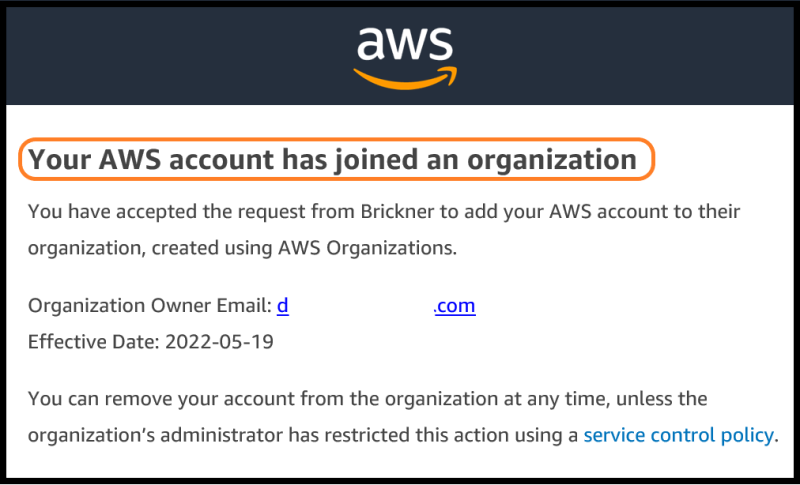 aws
Your AWS account has joined an organization
You have accepted the request from Brickner to add your AWS account to their
organization, created using AWS Organizations.
Organization Owner Email: d .com
Effective Date: 2022-05-19
You can remove your account from the organization at any time, unless the
organization’s administrator has restricted this action using a service control policy.